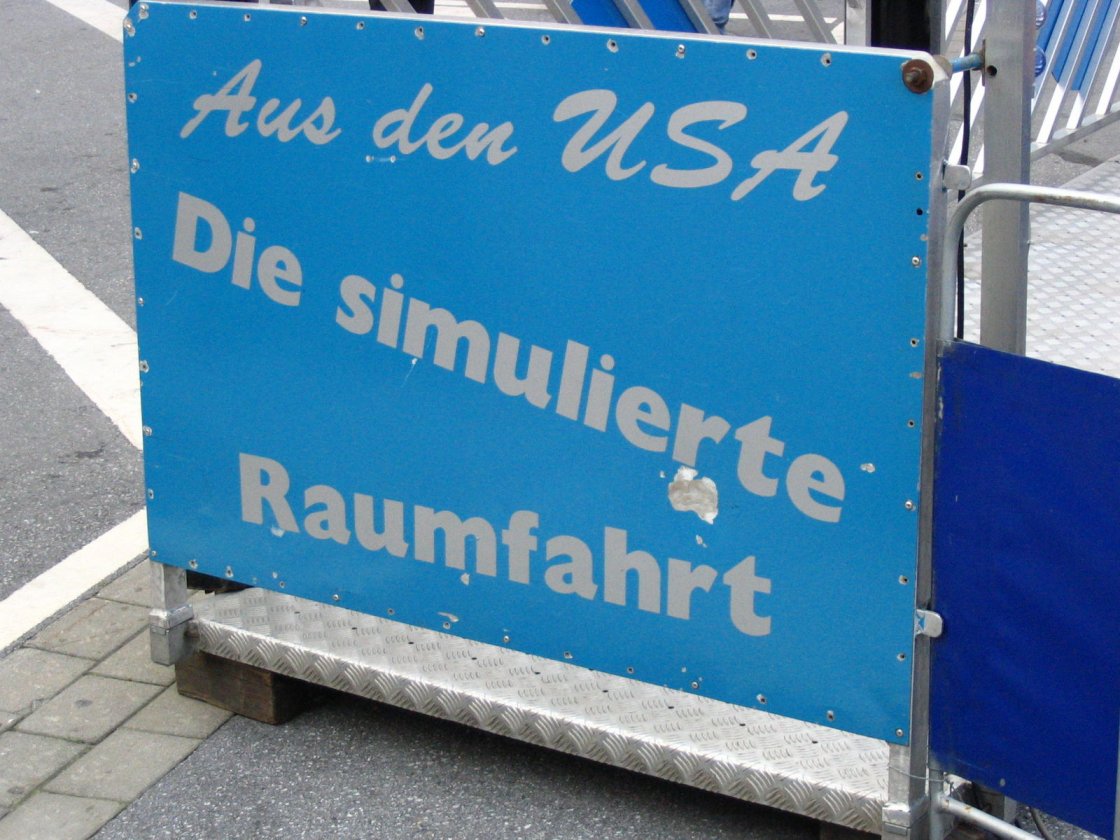 Aus den USA
Die simulierte
Raumfahrt